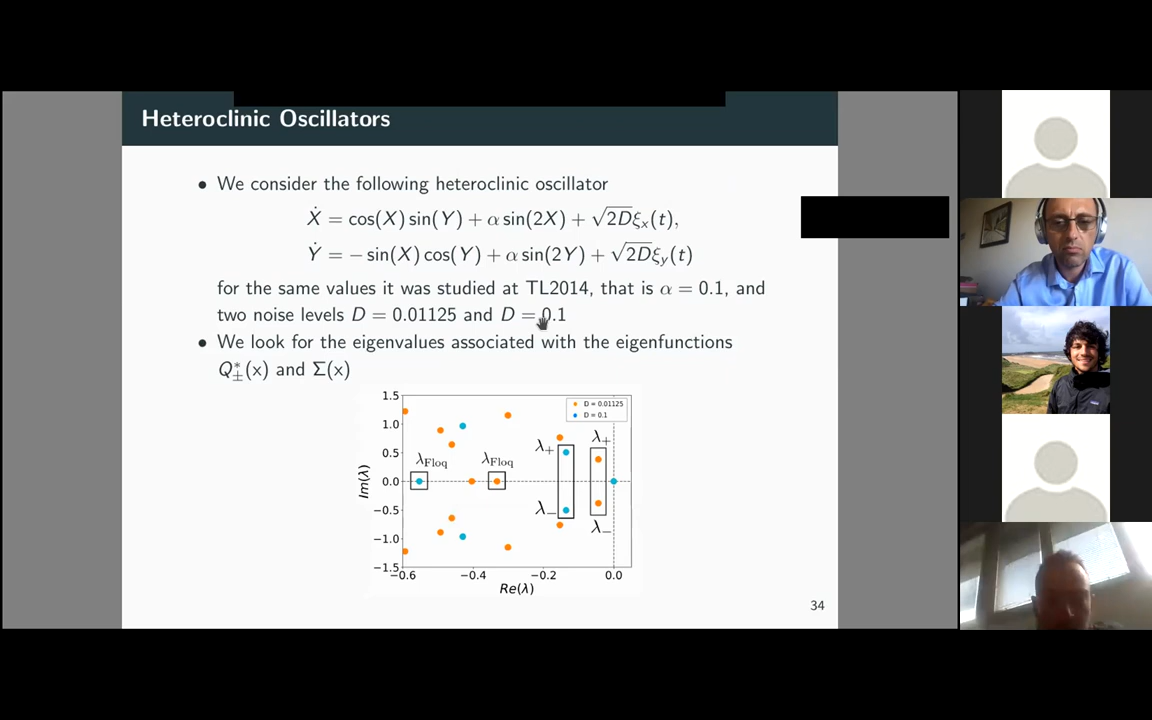 Heteroclinic Oscillators
• We consider the following heteroclinic oscillator
Ẋ = cos(X) sin(Y) + α sin(2X) + √2Dξx(t),
Ẏ = − sin(X) cos(Y) + α sin(2Y) + √2Dξy(t)
for the same values it was studied at TL2014, that is α = 0.1, and
two noise levels D = 0.01125 and D = 0.1
• We look for the eigenvalues associated with the eigenfunctions
Q*±(x) and Σ(x)
1.5
1.0
0.5
0.0
−0.5
−1.0
−1.5
Im(λ)
D = 0.01125
D = 0.1
λFloq
λFloq
λ+
λ+
λ−
λ−
−0.6 −0.4 −0.2 0.0
Re(λ)
34